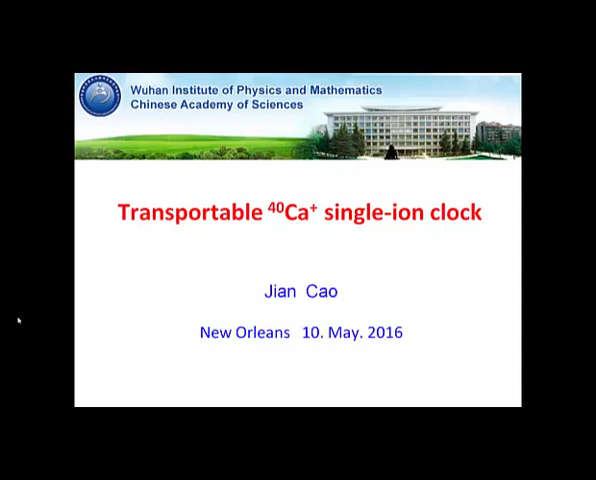 Wuhan Institute of Physics and Mathematics
Chinese Academy of Sciences
Transportable ⁴⁰Ca⁺ single-ion clock
Jian Cao
New Orleans 10. May. 2016